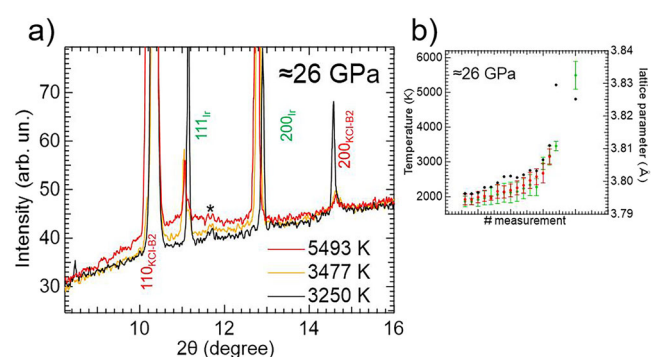 a)
≈26 GPa
Intensity (arb. un.)
70
60
50
40
30
110KCl-B2
111Ir
*
200Ir
200KCl-B2
5493 K
3477 K
3250 K
10
12
14
16
2θ (degree)
b)
≈26 GPa
Temperature (K)
6000
5000
4000
3000
2000
# measurement
3.84
3.83
3.82
3.81
3.80
3.79
lattice parameter (Å)